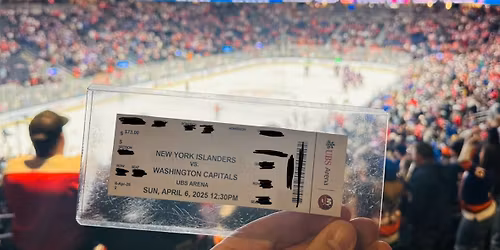 $ 73.00
NEW YORK ISLANDERS
VS.
WASHINGTON CAPITALS
UBS ARENA
SUN, APRIL 6, 2025 12:30PM
UBS Arena